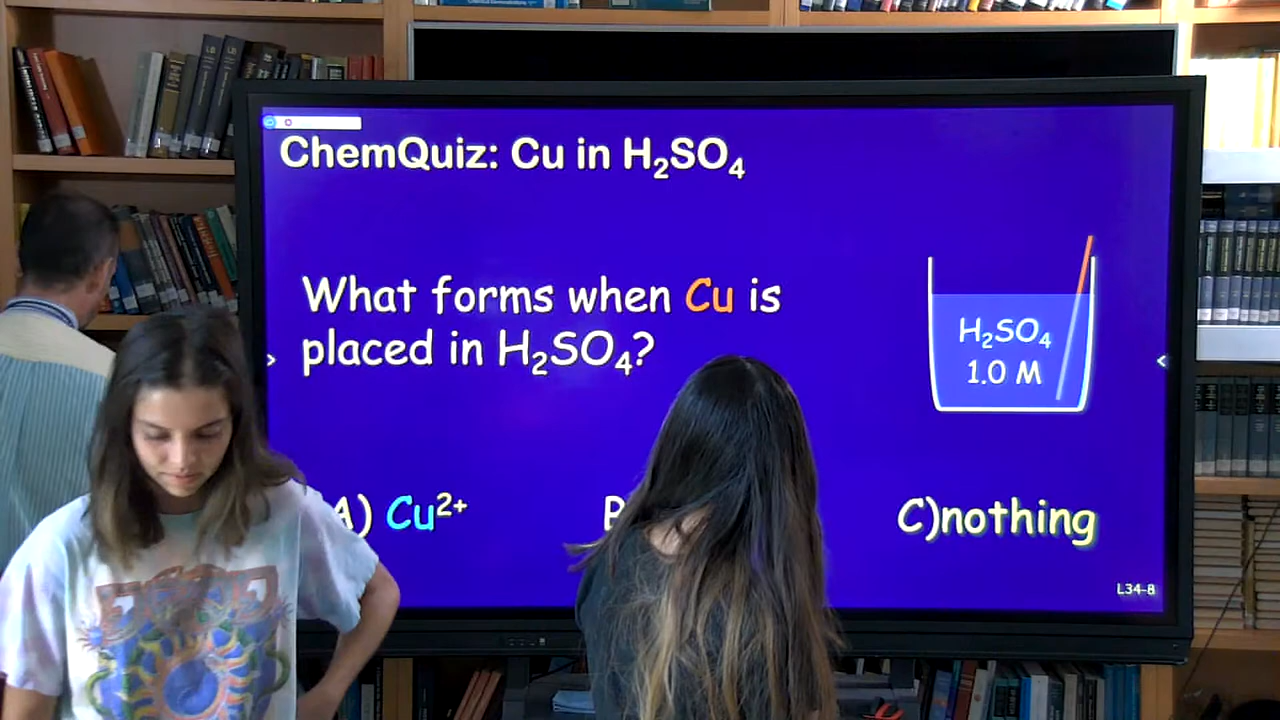 ChemQuiz: Cu in H₂SO₄
What forms when Cu is
placed in H₂SO₄?
H₂SO₄
1.0 M
A) Cu²⁺
C)nothing
L34-8